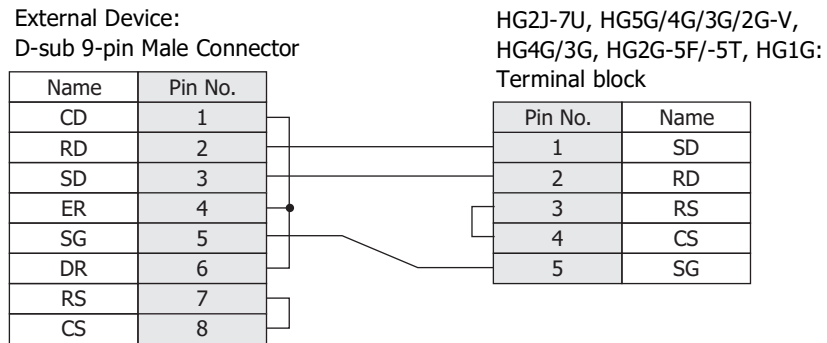 External Device:
D-sub 9-pin Male Connector
Name Pin No.
CD 1
RD 2
SD 3
ER 4
SG 5
DR 6
RS 7
CS 8
HG2J-7U, HG5G/4G/3G/2G-V,
HG4G/3G, HG2G-5F/-5T, HG1G:
Terminal block
Pin No. Name
1 SD
2 RD
3 RS
4 CS
5 SG